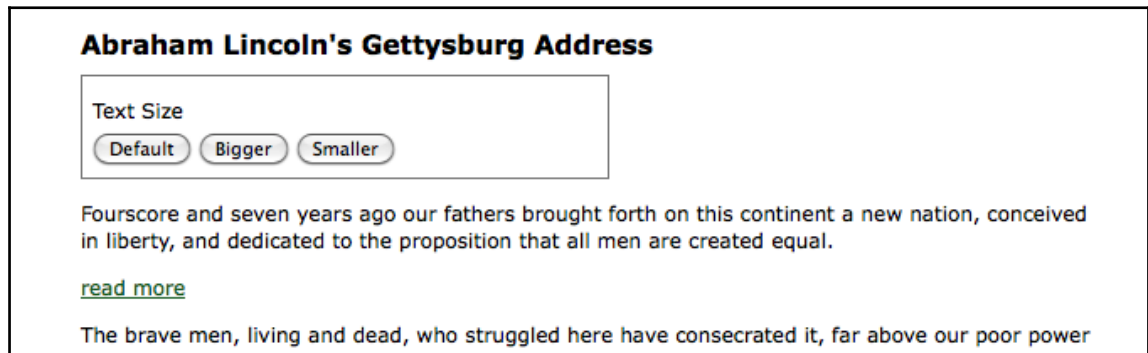 Abraham Lincoln's Gettysburg Address
Text Size
Default Bigger Smaller
Fourscore and seven years ago our fathers brought forth on this continent a new nation, conceived
in liberty, and dedicated to the proposition that all men are created equal.
read more
The brave men, living and dead, who struggled here have consecrated it, far above our poor power